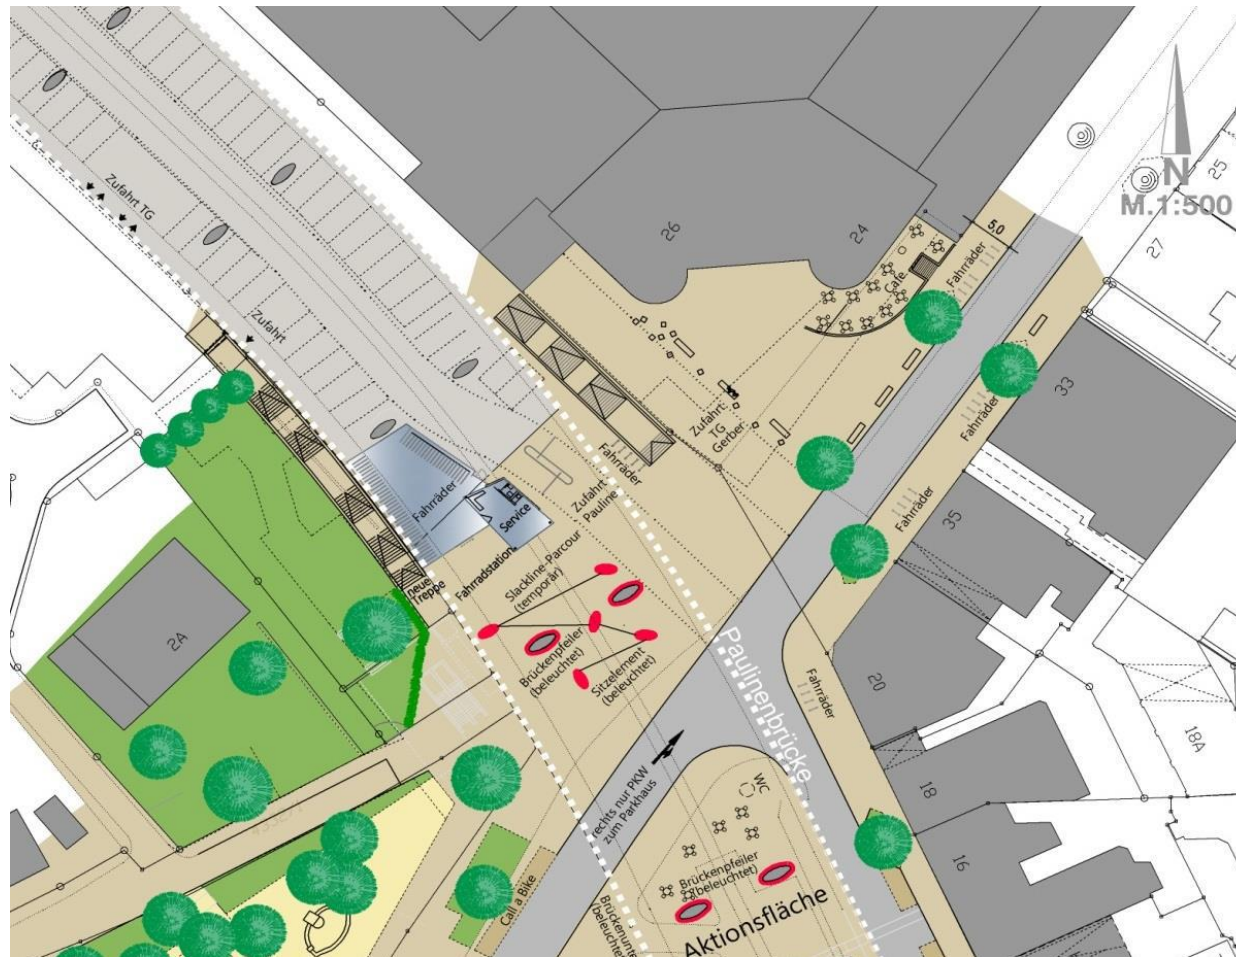 N
M.1:500
25
27
5.0
26
24
Café
Fahrräder
Zufahrt TG
Zufahrt
33
Fahrräder
Zufahrt
TG
Gerber
Fahrräder
Zufahrt
Pauline
Fahrräder
Service
Fahrräder
35
neue
Treppe
Fahrradstation
Slackline-Parcour
(temporär)
2A
Brückenpfeiler
(beleuchtet)
Sitzelement
(beleuchtet)
Paulinenbrücke
Fahrräder
20
18A
18
16
rechts nur PKW
zum Parkhaus
WC
Brückenpfeiler
(beleuchtet)
Call a Bike
Aktionsfläche